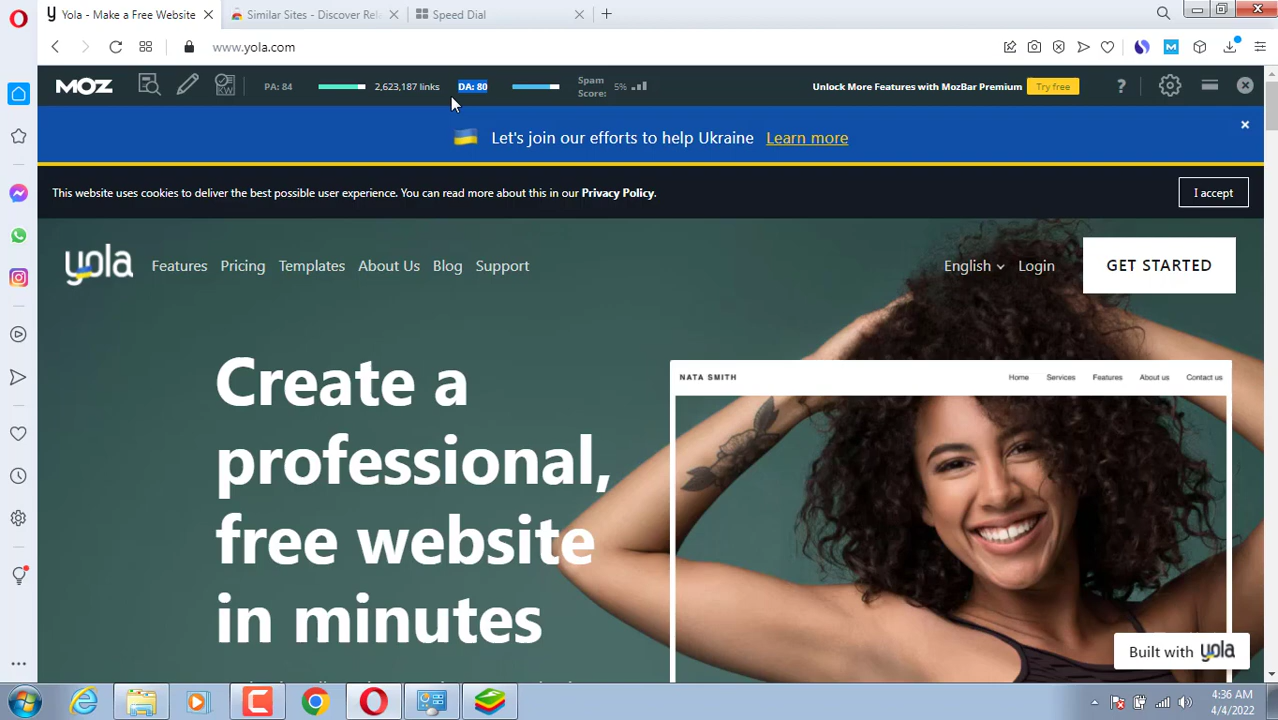 Yola - Make a Free Website
Similar Sites - Discover Rel
Speed Dial
www.yola.com
MOZ
PA: 84
2,623,187 links
DA: 80
Spam Score: 5%
Unlock More Features with MozBar Premium
Try free
?
Let's join our efforts to help Ukraine
Learn more
This website uses cookies to deliver the best possible user experience. You can read more about this in our Privacy Policy.
I accept
yola
Features
Pricing
Templates
About Us
Blog
Support
English
Login
GET STARTED
Create a
professional,
free website
in minutes
NATA SMITH
Home
Services
Features
About us
Contact us
Built with yola
4:36 AM
4/4/2022